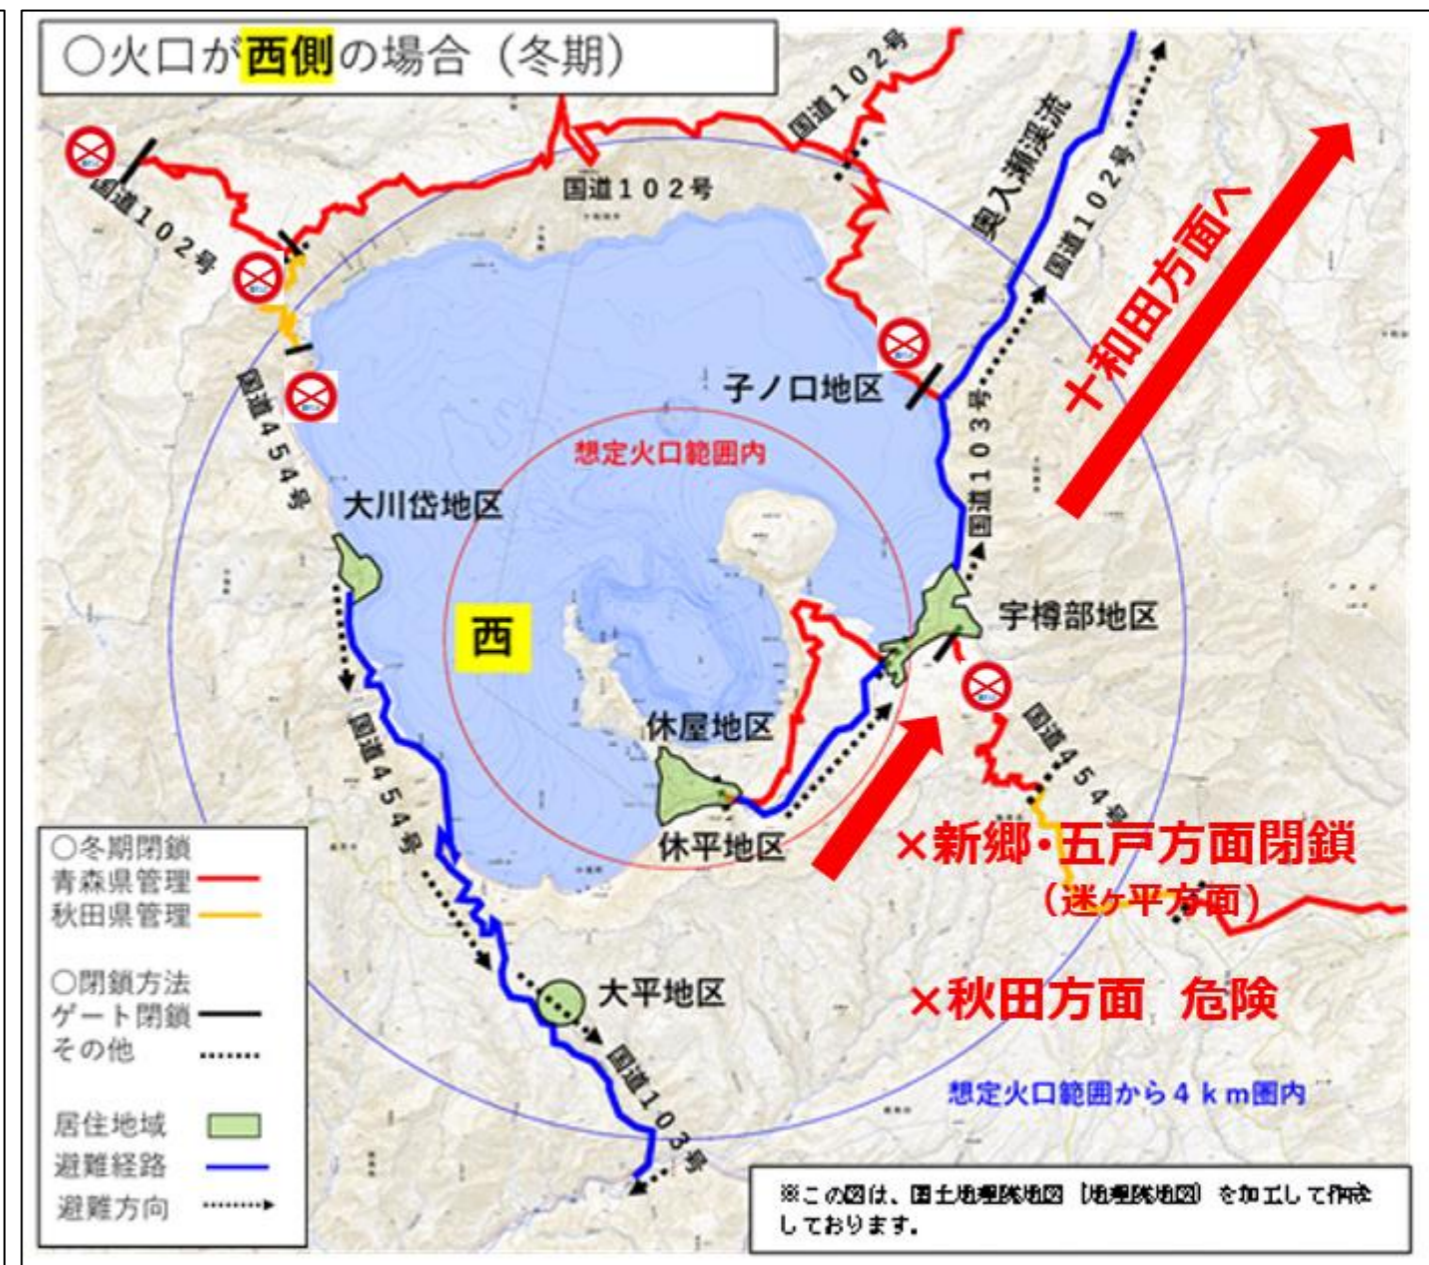 ○火口が西側の場合（冬期）
国道102号
国道102号
国道102号
奥入瀬渓流
国道102号
十和田方面へ
子ノ口地区
国道103号
国道454号
想定火口範囲内
大川岱地区
西
宇樽部地区
国道454号
休屋地区
国道454号
休平地区
×新郷・五戸方面閉鎖
（迷ヶ平方面）
大平地区
×秋田方面 危険
国道103号
想定火口範囲から4km圏内
○冬期閉鎖
青森県管理
秋田県管理
○閉鎖方法
ゲート閉鎖
その他
居住地域
避難経路
避難方向
※この図は、国土地理院地図（地理院地図）を加工して作成
しております。